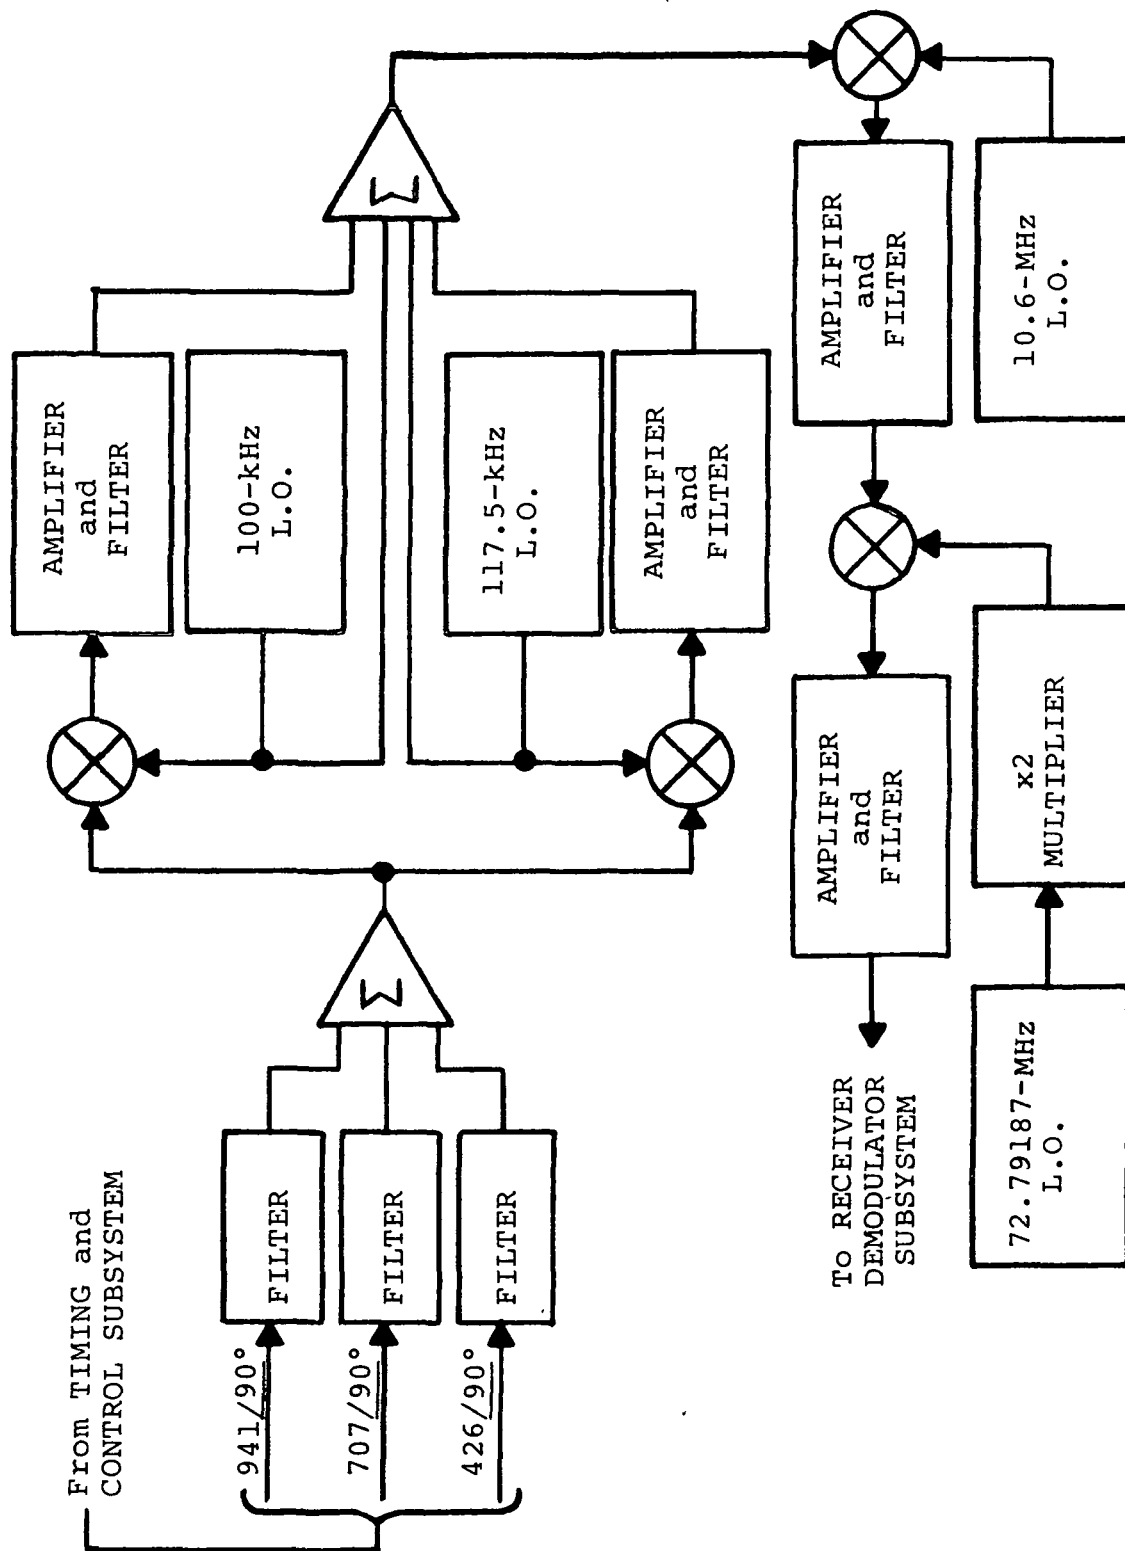 From TIMING and
CONTROL SUBSYSTEM
941/90°
707/90°
426/90°
FILTER
FILTER
FILTER
Σ
AMPLIFIER
and
FILTER
100-kHz
L.O.
117.5-kHz
L.O.
AMPLIFIER
and
FILTER
Σ
AMPLIFIER
and
FILTER
10.6-MHz
L.O.
AMPLIFIER
and
FILTER
x2
MULTIPLIER
72.79187-MHz
L.O.
To RECEIVER
DEMODULATOR
SUBSYSTEM